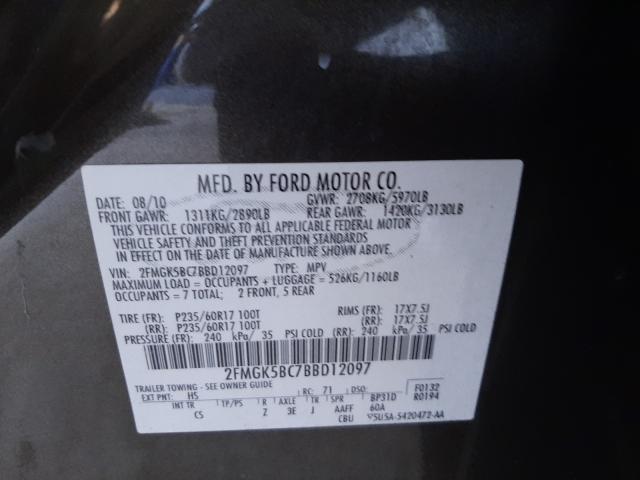 MFD. BY FORD MOTOR CO.
DATE: 08/10 GVWR: 2708KG/5970LB
FRONT GAWR: 1311KG/2890LB REAR GAWR: 1420KG/3130LB
THIS VEHICLE CONFORMS TO ALL APPLICABLE FEDERAL MOTOR
VEHICLE SAFETY AND THEFT PREVENTION STANDARDS
IN EFFECT ON THE DATE OF MANUFACTURE SHOWN ABOVE.
VIN: 2FMGK5BC7BBD12097 TYPE: MPV
MAXIMUM LOAD = OCCUPANTS + LUGGAGE = 526KG/1160LB
OCCUPANTS = 7 TOTAL; 2 FRONT, 5 REAR
TIRE (FR): P235/60R17 100T RIMS (FR): 17X7.5J
(RR): P235/60R17 100T (RR): 17X7.5J
PRESSURE (FR): 240 kPa/ 35 PSI COLD (RR): 240 kPa/ 35 PSI COLD
2FMGK5BC7BBD12097
TRAILER TOWING - SEE OWNER GUIDE F0132
EXT PNT: HS RC: 71 DSO: R0194
INT TR TP/PS R AXLE TR SPR BP31D
CS Z 3E J AAFF 60A
CBU 5U5A-5420472-AA